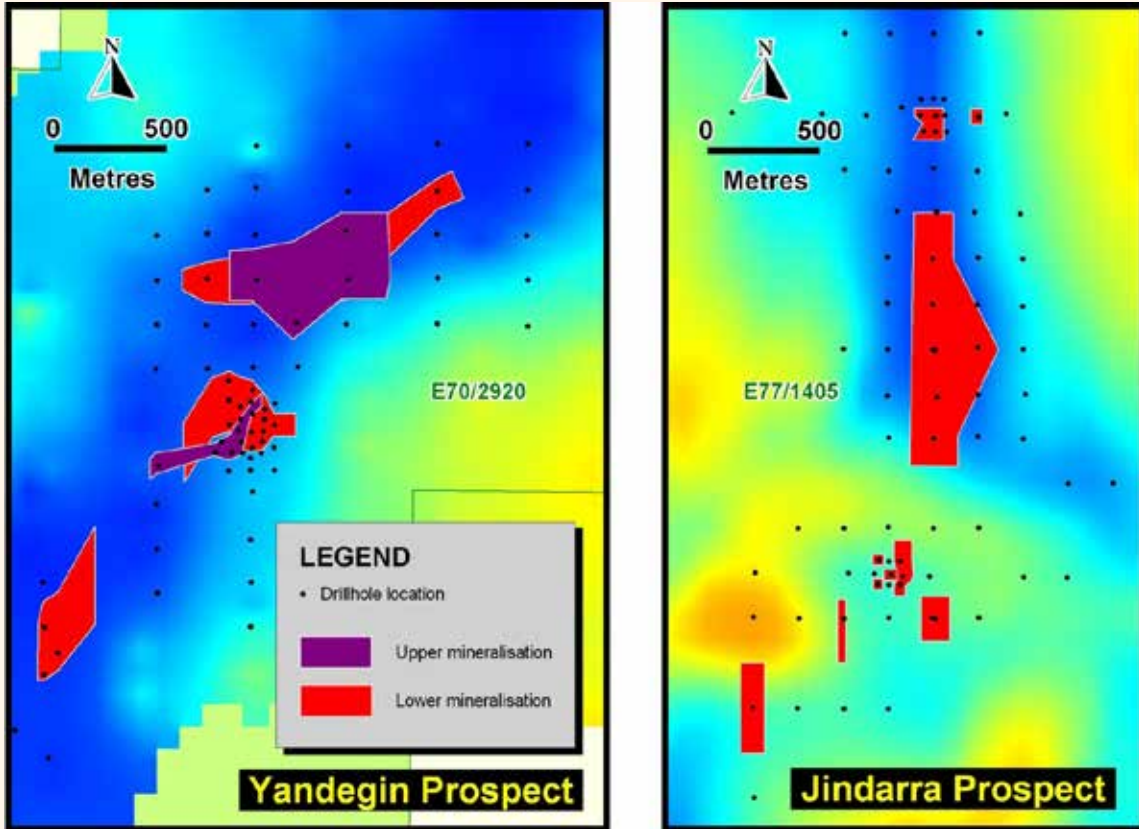 N
0 500
Metres
E70/2920
LEGEND
Drillhole location
Upper mineralisation
Lower mineralisation
Yandegin Prospect
N
0 500
Metres
E77/1405
Jindarra Prospect